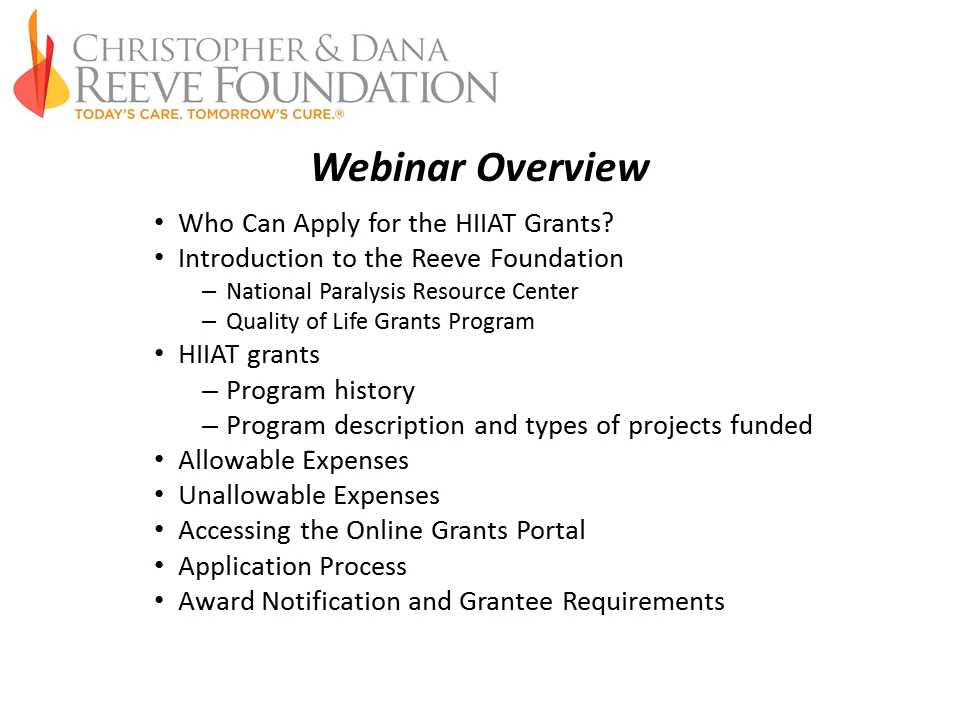 CHRISTOPHER & DANA
REEVE FOUNDATION
TODAY'S CARE. TOMORROW'S CURE.®
Webinar Overview
• Who Can Apply for the HIIAT Grants?
• Introduction to the Reeve Foundation
– National Paralysis Resource Center
– Quality of Life Grants Program
• HIIAT grants
– Program history
– Program description and types of projects funded
• Allowable Expenses
• Unallowable Expenses
• Accessing the Online Grants Portal
• Application Process
• Award Notification and Grantee Requirements